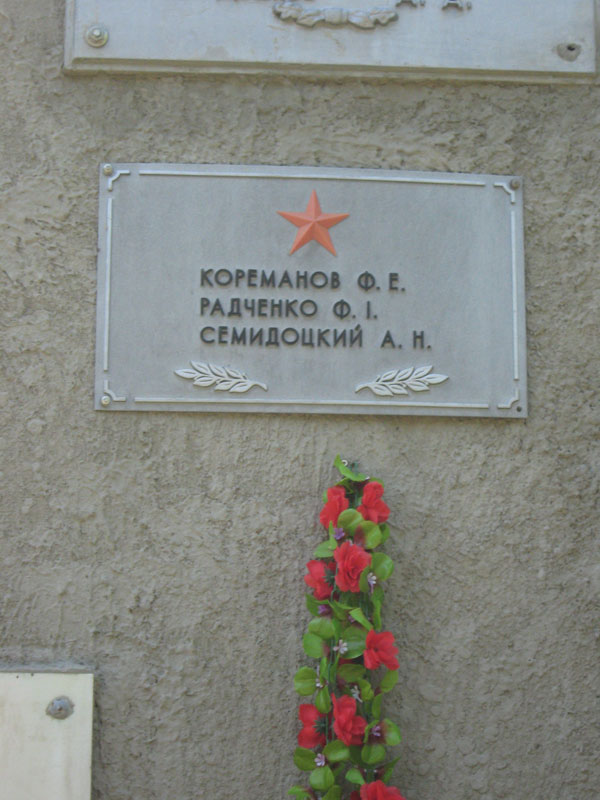 КОРЕМАНОВ Ф. Е.
РАДЧЕНКО Ф. І.
СЕМИДОЦКИЙ А. Н.